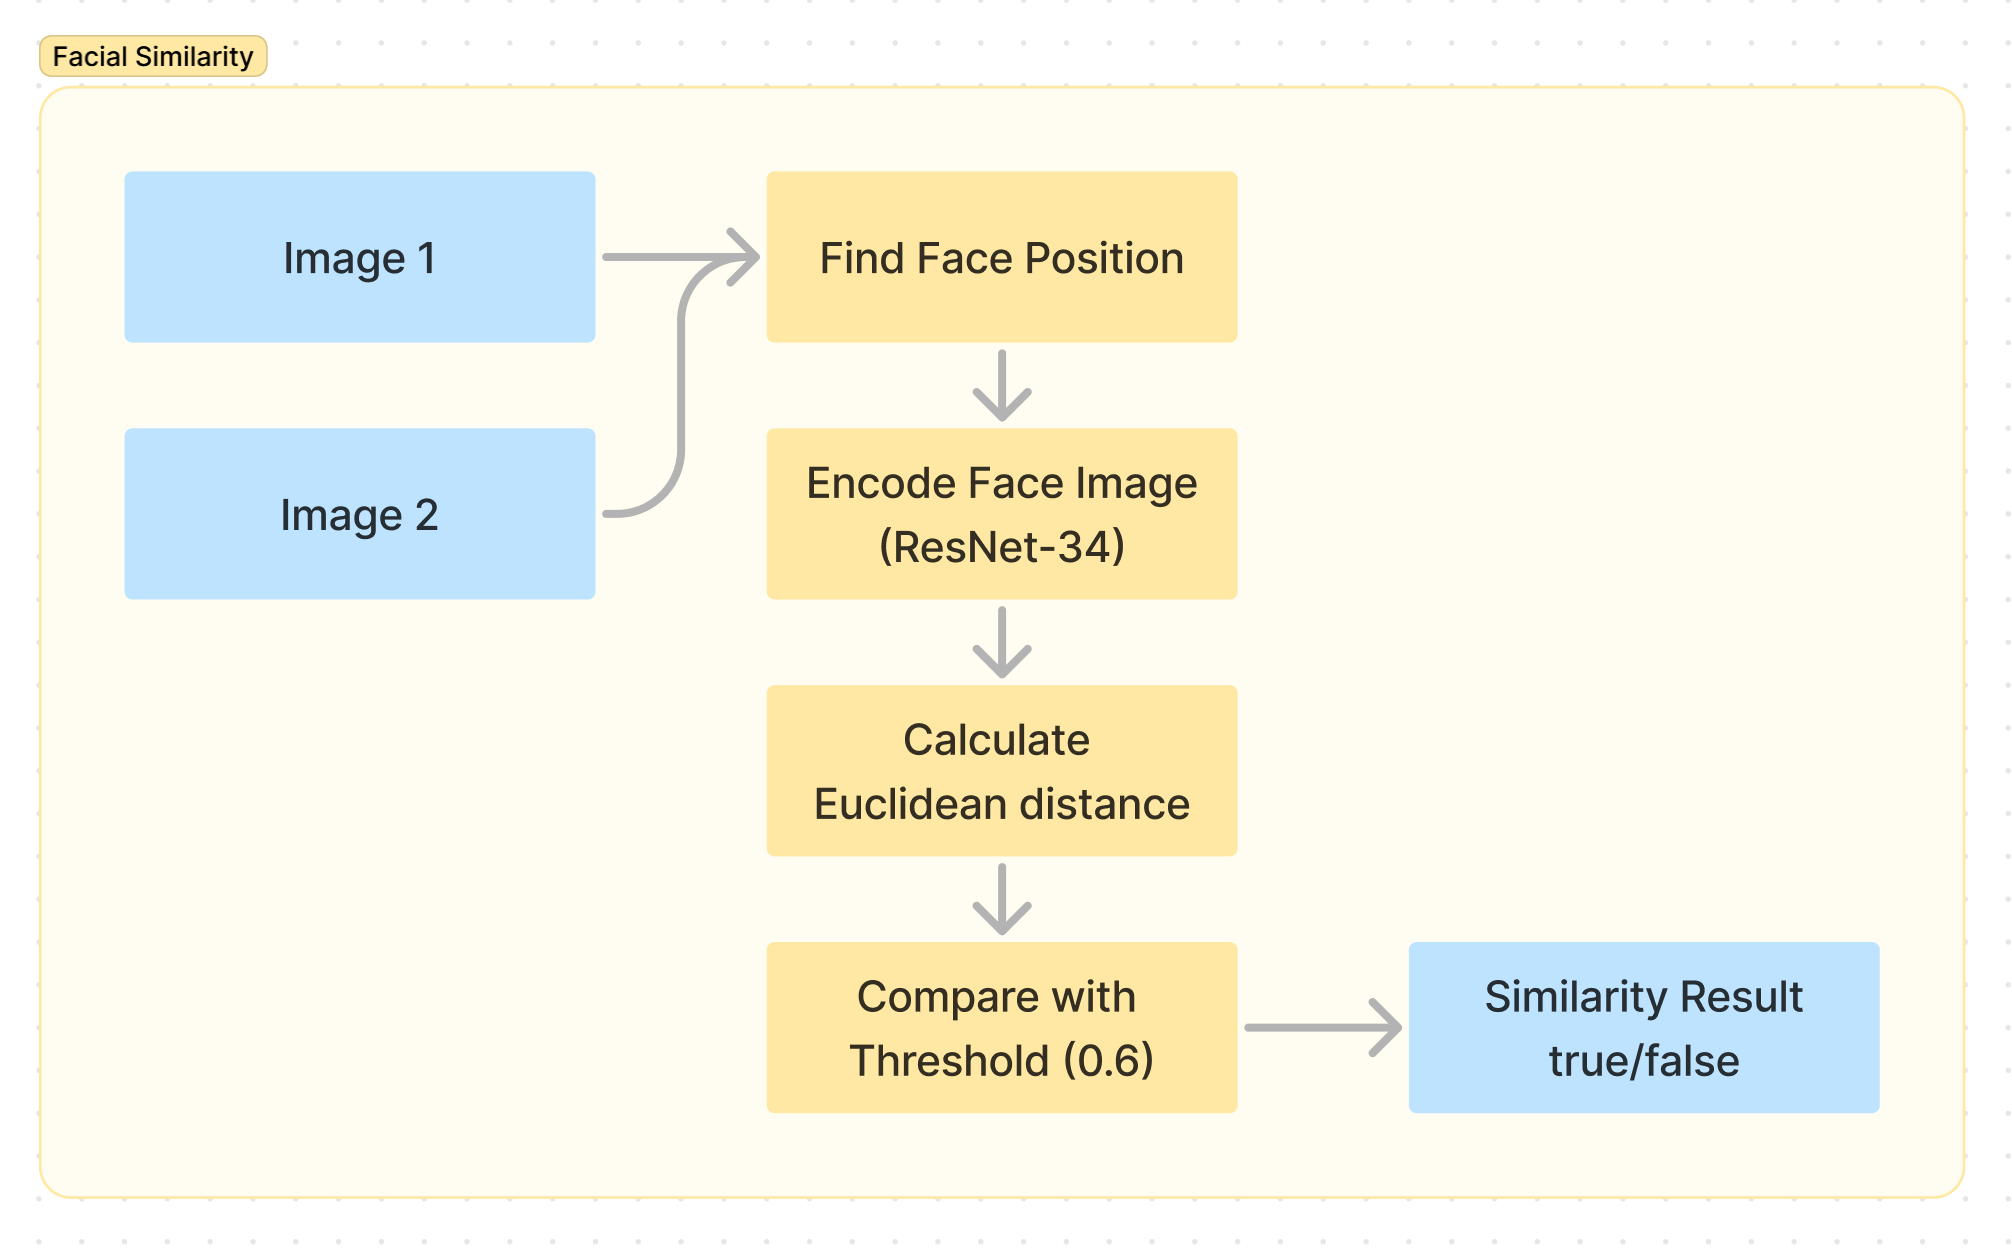 Facial Similarity
Image 1
Find Face Position
Image 2
Encode Face Image
(ResNet-34)
Calculate
Euclidean distance
Compare with
Threshold (0.6)
Similarity Result
true/false